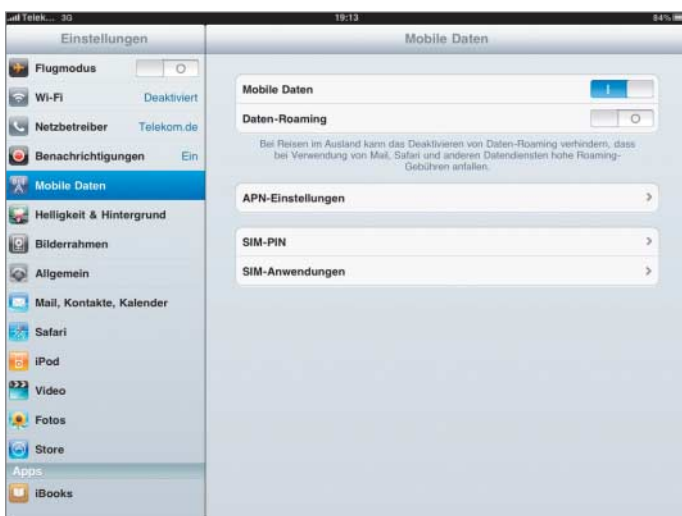 Telek... 3G 19:13 84%
Einstellungen
Flugmodus
Wi-Fi Deaktiviert
Netzbetreiber Telekom.de
Benachrichtigungen Ein
Mobile Daten
Helligkeit & Hintergrund
Bilderrahmen
Allgemein
Mail, Kontakte, Kalender
Safari
iPod
Video
Fotos
Store
Apps
iBooks
Mobile Daten
Mobile Daten
Daten-Roaming
Bei Reisen im Ausland kann das Deaktivieren von Daten-Roaming verhindern, dass
bei Verwendung von Mail, Safari und anderen Datendiensten hohe Roaming-
Gebühren anfallen.
APN-Einstellungen
SIM-PIN
SIM-Anwendungen